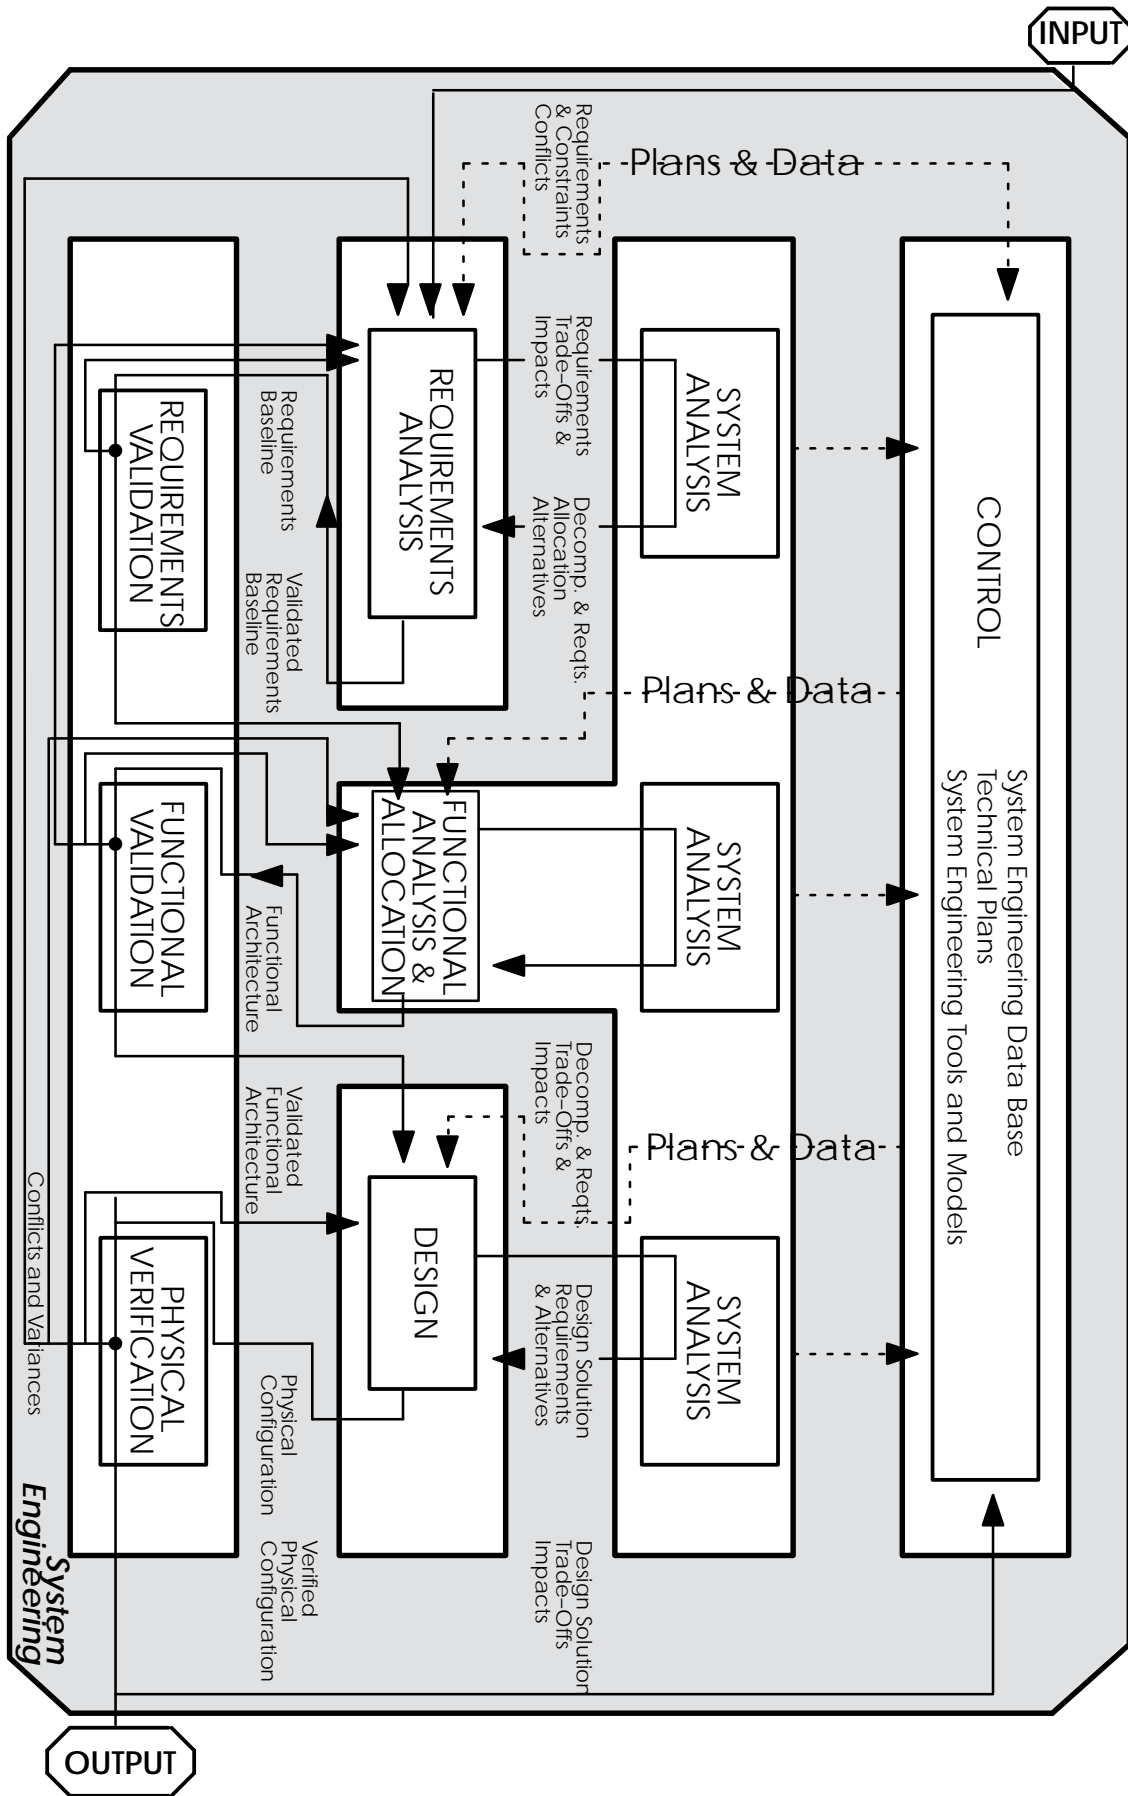 INPUT
Plans & Data
Requirements
& Constraints
Conflicts
CONTROL
System Engineering Data Base
Technical Plans
System Engineering Tools and Models
Plans & Data
Plans & Data
SYSTEM
ANALYSIS
SYSTEM
ANALYSIS
SYSTEM
ANALYSIS
Requirements
Trade–Offs &
Impacts
Decomp. & Reqts.
Allocation
Alternatives
Decomp. & Reqts.
Trade–Offs &
Impacts
Design Solution
Requirements
& Alternatives
Design Solution
Trade–Offs
Impacts
REQUIREMENTS
ANALYSIS
FUNCTIONAL
ANALYSIS &
ALLOCATION
DESIGN
Requirements
Baseline
Validated
Requirements
Baseline
Functional
Architecture
Validated
Functional
Architecture
Physical
Configuration
Verified
Physical
Configuration
REQUIREMENTS
VALIDATION
FUNCTIONAL
VALIDATION
PHYSICAL
VERIFICATION
Conflicts and Variances
System
Engineering
OUTPUT